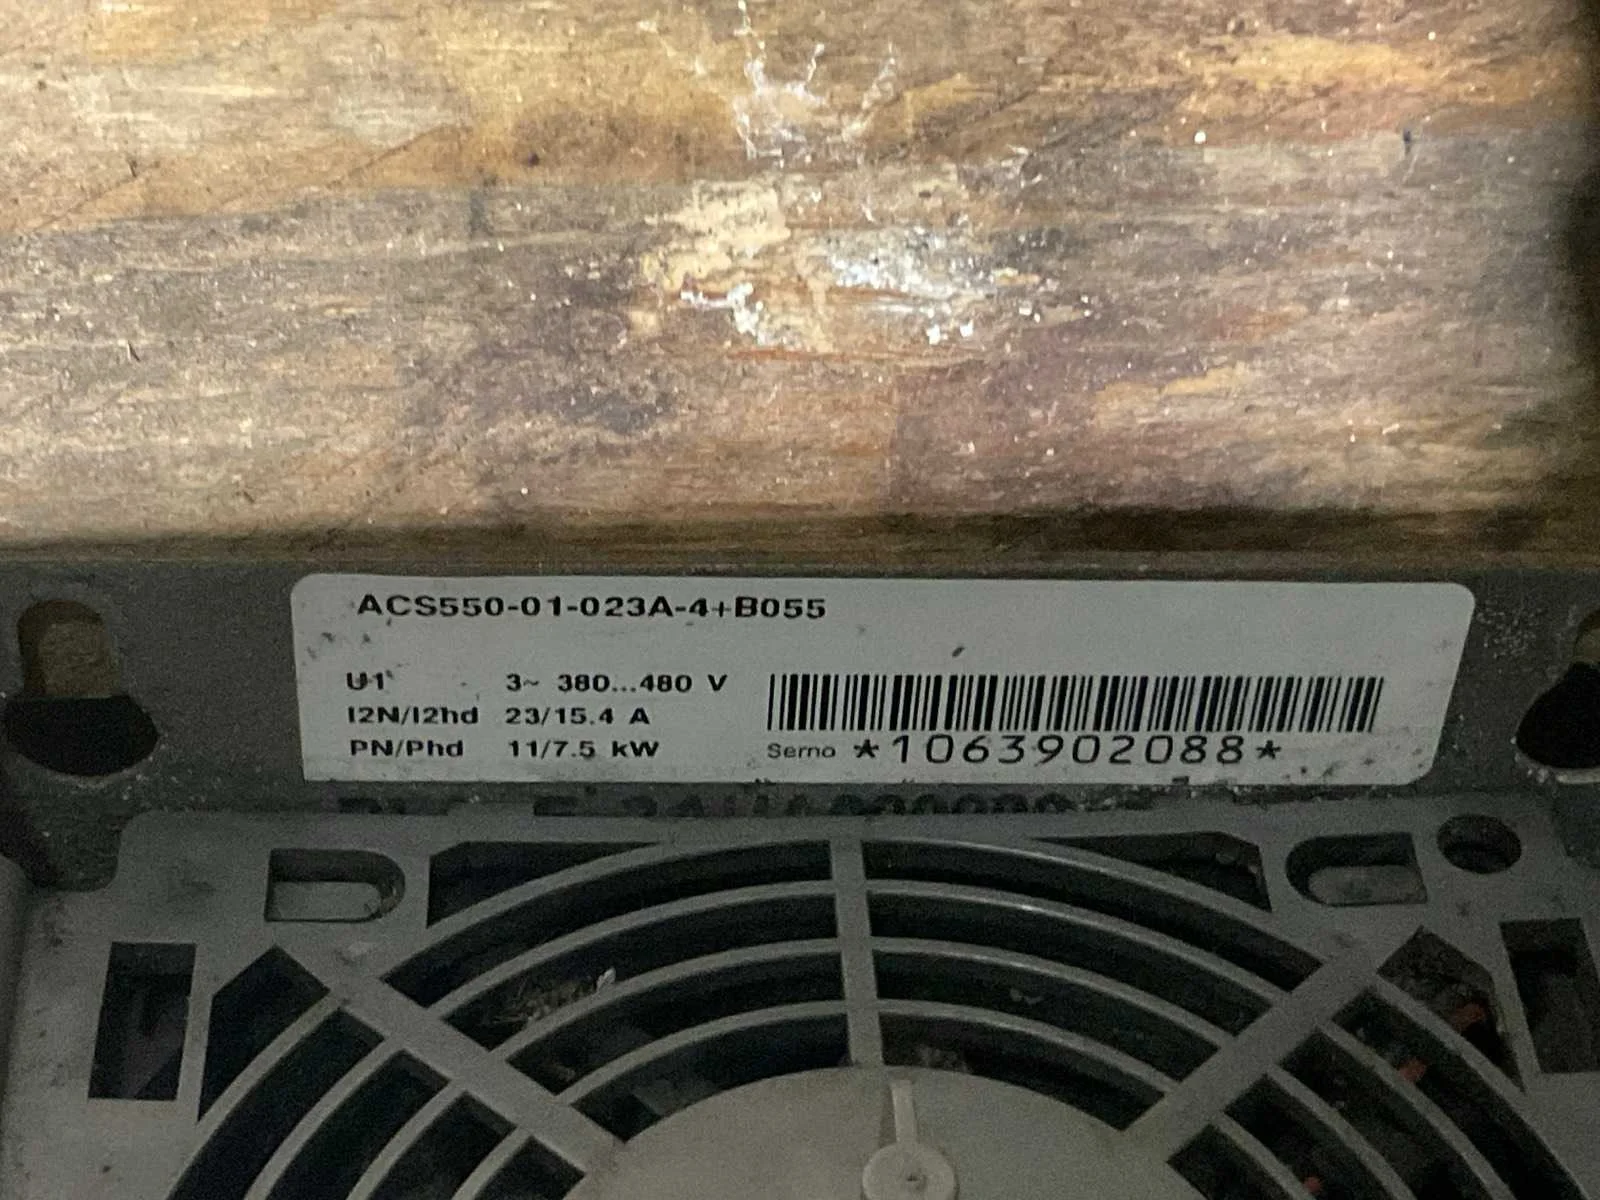 ACS550-01-023A-4+B055
U1 3~ 380...480 V
I2N/I2hd 23/15.4 A
PN/Phd 11/7.5 kW
Serno *1063902088*